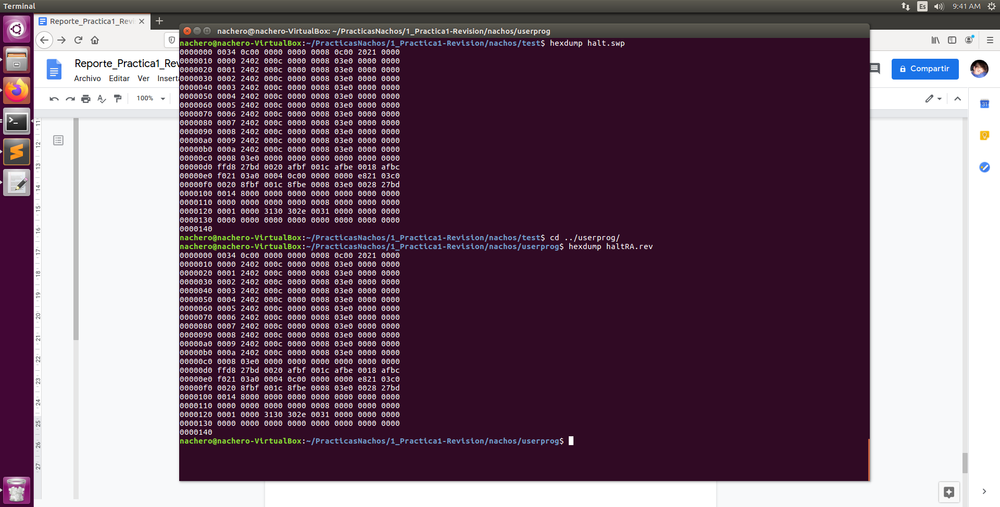 Terminal
Es
9:41 AM
Reporte_Practica1_Revi
nachero@nachero-VirtualBox: ~/PracticasNachos/1_Practica1-Revision/nachos/userprog
Reporte_Practica1_Rev
Archivo Editar Ver Inserta
Compartir
100%
31
11
12
13
14
15
16
17
18
19
20
21
22
23
24
25
26
27
nachero@nachero-VirtualBox:~/PracticasNachos/1_Practica1-Revision/nachos/test$ hexdump halt.swp
0000000 0034 0c00 0000 0000 0008 0c00 2021 0000
0000010 0000 2402 000c 0000 0008 03e0 0000 0000
0000020 0001 2402 000c 0000 0008 03e0 0000 0000
0000030 0002 2402 000c 0000 0008 03e0 0000 0000
0000040 0003 2402 000c 0000 0008 03e0 0000 0000
0000050 0004 2402 000c 0000 0008 03e0 0000 0000
0000060 0005 2402 000c 0000 0008 03e0 0000 0000
0000070 0006 2402 000c 0000 0008 03e0 0000 0000
0000080 0007 2402 000c 0000 0008 03e0 0000 0000
0000090 0008 2402 000c 0000 0008 03e0 0000 0000
00000a0 0009 2402 000c 0000 0008 03e0 0000 0000
00000b0 000a 2402 000c 0000 0008 03e0 0000 0000
00000c0 0008 03e0 0000 0000 0000 0000 0000 0000
00000d0 ffd8 27bd 0020 afbf 001c afbe 0018 afbc
00000e0 f021 03a0 0004 0c00 0000 0000 e821 03c0
00000f0 0020 8fbf 001c 8fbe 0008 03e0 0028 27bd
0000100 0014 8000 0000 0000 0000 0000 0000 0000
0000110 0000 0000 0000 0000 0008 0000 0000 0000
0000120 0001 0000 3130 302e 0031 0000 0000 0000
0000130 0000 0000 0000 0000 0000 0000 0000 0000
0000140
nachero@nachero-VirtualBox:~/PracticasNachos/1_Practica1-Revision/nachos/test$ cd ../userprog/
nachero@nachero-VirtualBox:~/PracticasNachos/1_Practica1-Revision/nachos/userprog$ hexdump haltRA.rev
0000000 0034 0c00 0000 0000 0008 0c00 2021 0000
0000010 0000 2402 000c 0000 0008 03e0 0000 0000
0000020 0001 2402 000c 0000 0008 03e0 0000 0000
0000030 0002 2402 000c 0000 0008 03e0 0000 0000
0000040 0003 2402 000c 0000 0008 03e0 0000 0000
0000050 0004 2402 000c 0000 0008 03e0 0000 0000
0000060 0005 2402 000c 0000 0008 03e0 0000 0000
0000070 0006 2402 000c 0000 0008 03e0 0000 0000
0000080 0007 2402 000c 0000 0008 03e0 0000 0000
0000090 0008 2402 000c 0000 0008 03e0 0000 0000
00000a0 0009 2402 000c 0000 0008 03e0 0000 0000
00000b0 000a 2402 000c 0000 0008 03e0 0000 0000
00000c0 0008 03e0 0000 0000 0000 0000 0000 0000
00000d0 ffd8 27bd 0020 afbf 001c afbe 0018 afbc
00000e0 f021 03a0 0004 0c00 0000 0000 e821 03c0
00000f0 0020 8fbf 001c 8fbe 0008 03e0 0028 27bd
0000100 0014 8000 0000 0000 0000 0000 0000 0000
0000110 0000 0000 0000 0000 0008 0000 0000 0000
0000120 0001 0000 3130 302e 0031 0000 0000 0000
0000130 0000 0000 0000 0000 0000 0000 0000 0000
0000140
nachero@nachero-VirtualBox:~/PracticasNachos/1_Practica1-Revision/nachos/userprog$